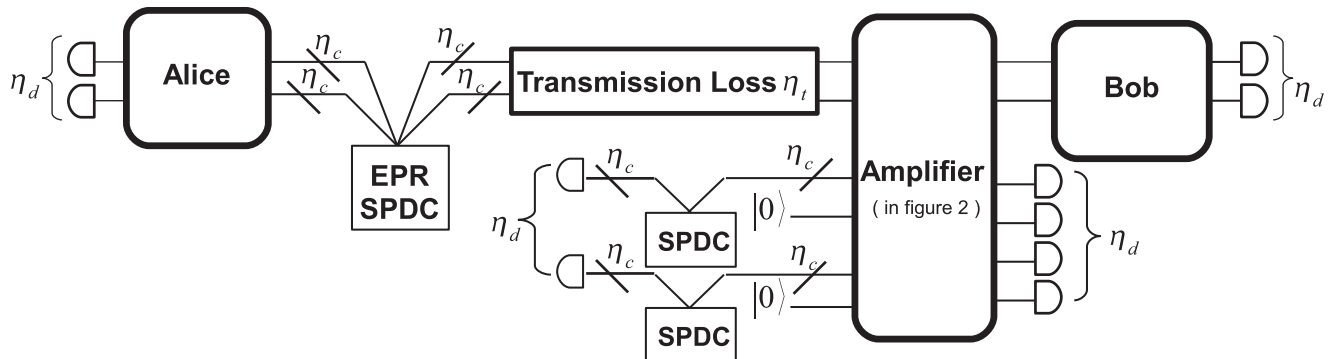 η_d
Alice
η_c
η_c
EPR
SPDC
η_c
η_c
Transmission Loss η_t
Amplifier
( in figure 2 )
Bob
η_d
η_d
η_c
SPDC
η_c
|0⟩
η_c
SPDC
η_c
|0⟩
η_d